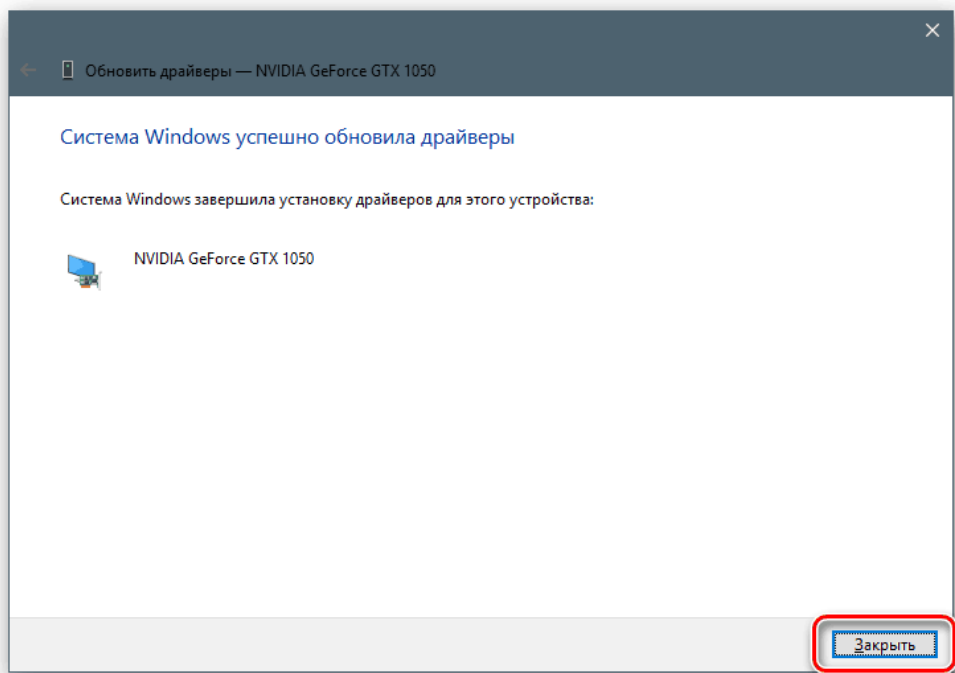 Обновить драйверы — NVIDIA GeForce GTX 1050
Система Windows успешно обновила драйверы
Система Windows завершила установку драйверов для этого устройства:
NVIDIA GeForce GTX 1050
Закрыть